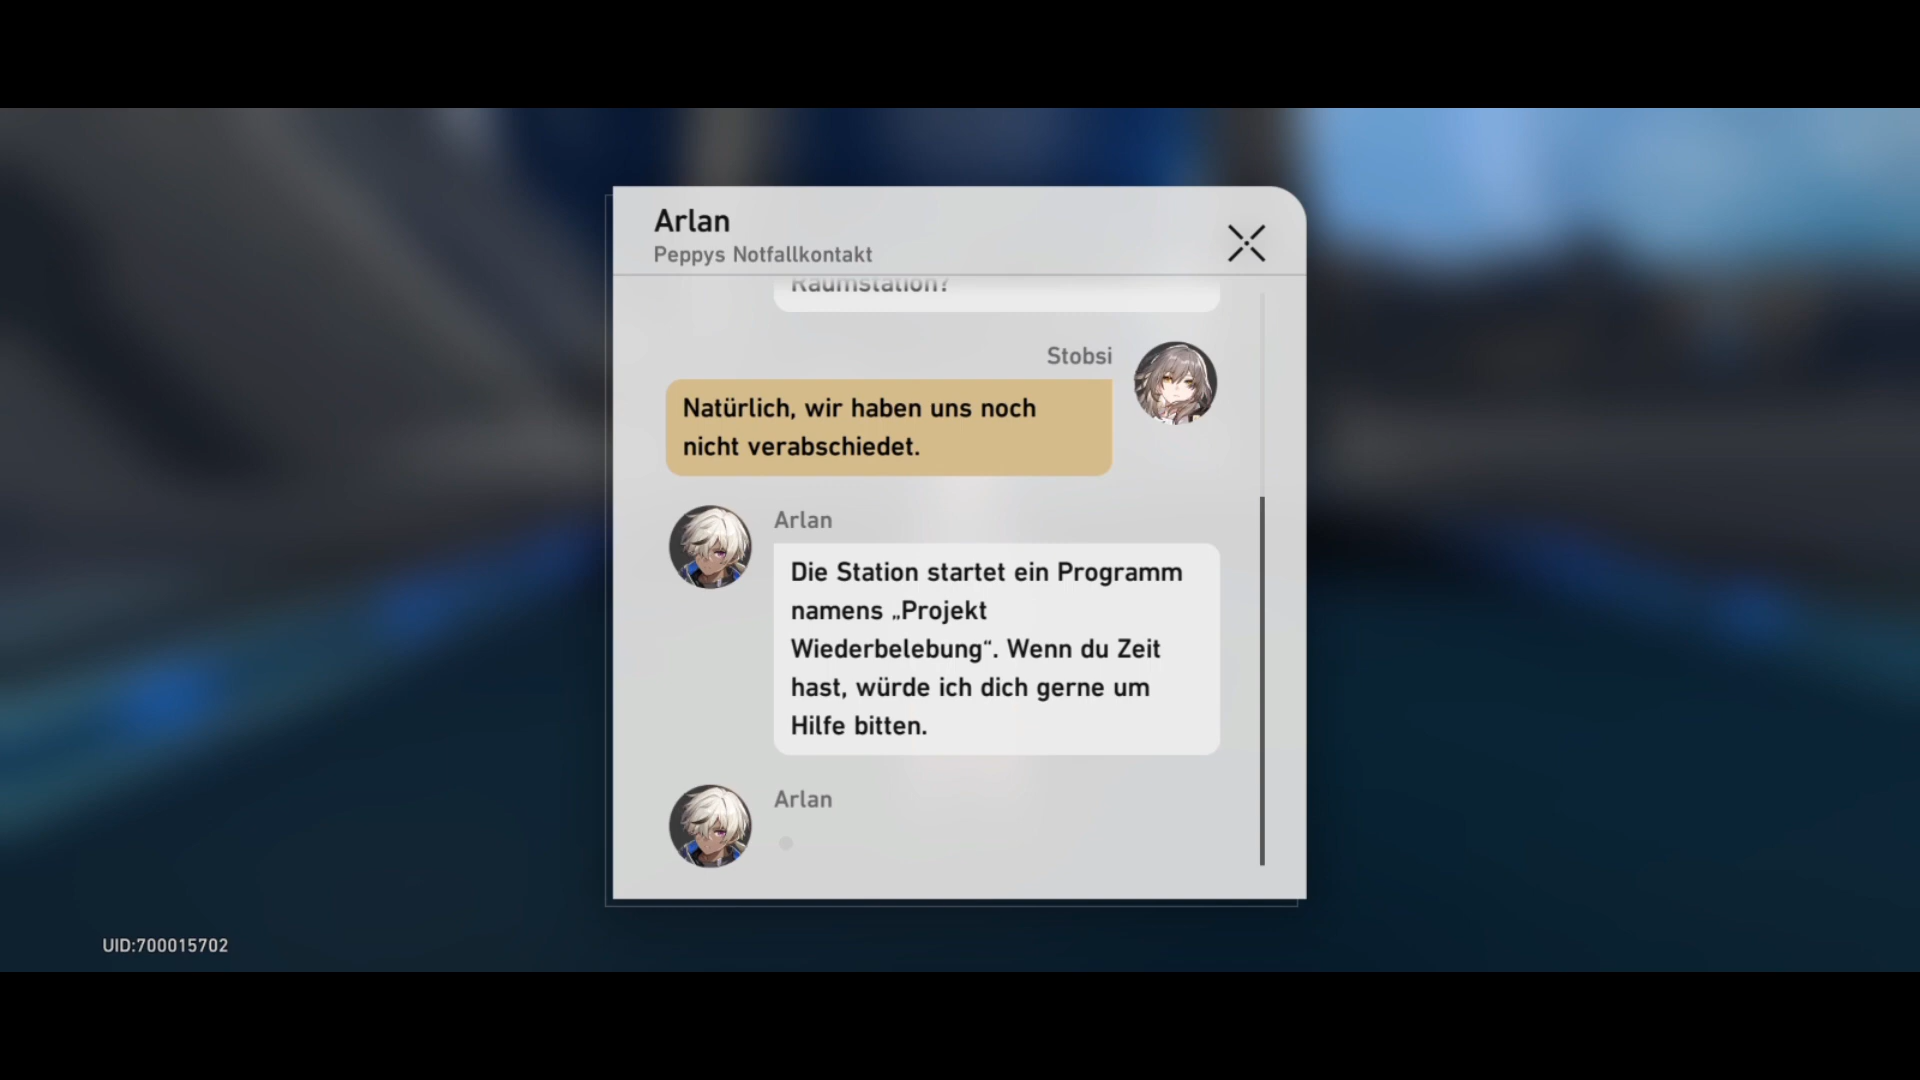 Arlan
Peppys Notfallkontakt
Raumstation?
Stobsi
Natürlich, wir haben uns noch
nicht verabschiedet.
Arlan
Die Station startet ein Programm
namens „Projekt
Wiederbelebung“. Wenn du Zeit
hast, würde ich dich gerne um
Hilfe bitten.
Arlan
UID:700015702